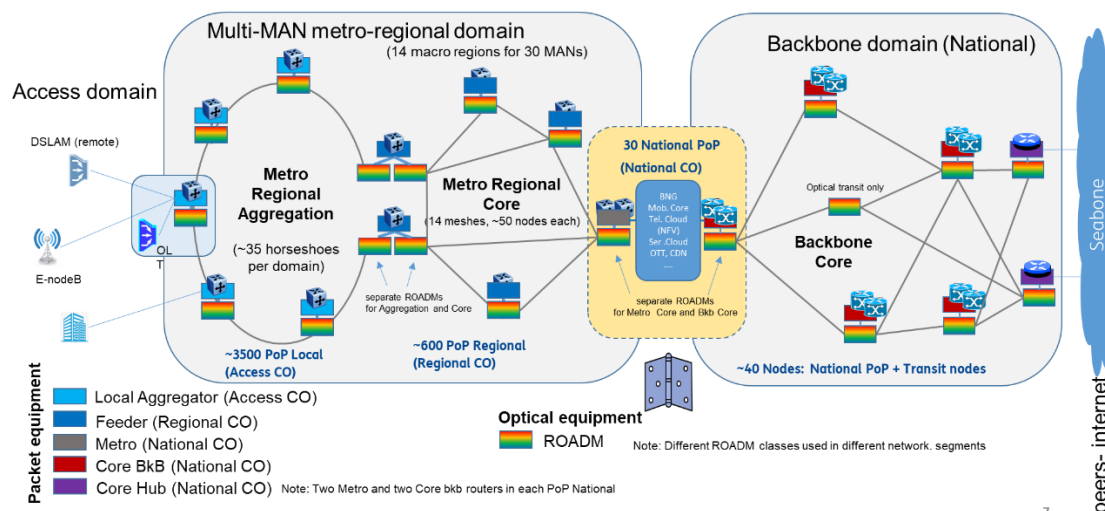 Multi-MAN metro-regional domain
(14 macro regions for 30 MANs)
Backbone domain (National)
Access domain
DSLAM (remote)
OL
T
E-nodeB
Metro
Regional
Aggregation
(~35 horseshoes
per domain)
Metro Regional
Core
(14 meshes, ~50 nodes each)
separate ROADMs
for Aggregation and Core
~3500 PoP Local
(Access CO)
~600 PoP Regional
(Regional CO)
30 National PoP
(National CO)
BNG
Mob. Core
Tel. Cloud
(NFV)
Ser .Cloud
OTT, CDN
....
separate ROADMs
for Metro Core and Bkb Core
Optical transit only
Backbone
Core
~40 Nodes: National PoP + Transit nodes
Seabone
peers- internet
Packet equipment
Local Aggregator (Access CO)
Feeder (Regional CO)
Metro (National CO)
Core BkB (National CO)
Core Hub (National CO)
Note: Two Metro and two Core bkb routers in each PoP National
Optical equipment
ROADM
Note: Different ROADM classes used in different network. segments